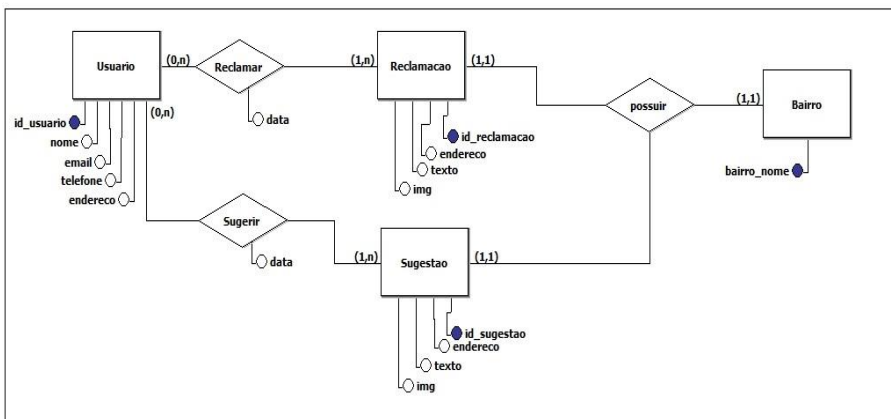 Usuario
(0,n)
Reclamar
(1,n)
Reclamacao
(1,1)
possuir
(1,1)
Bairro
(0,n)
data
id_usuario
nome
email
telefone
endereco
id_reclamacao
endereco
texto
img
bairro_nome
Sugerir
data
(1,n)
Sugestao
(1,1)
id_sugestao
endereco
texto
img